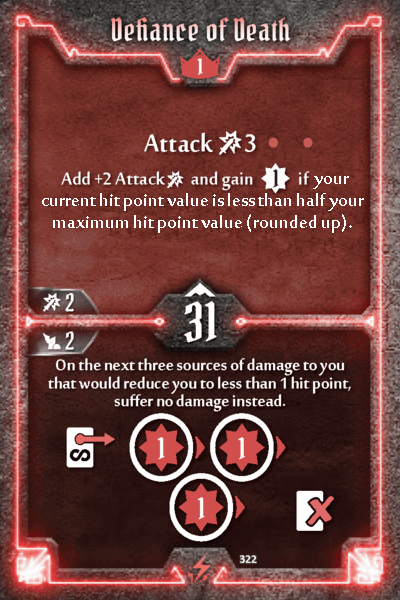 Defiance of Death
1
Attack 3
Add +2 Attack and gain 1 if your
current hit point value is less than half your
maximum hit point value (rounded up).
2
31
2
On the next three sources of damage to you
that would reduce you to less than 1 hit point,
suffer no damage instead.
S
1
1
1
322